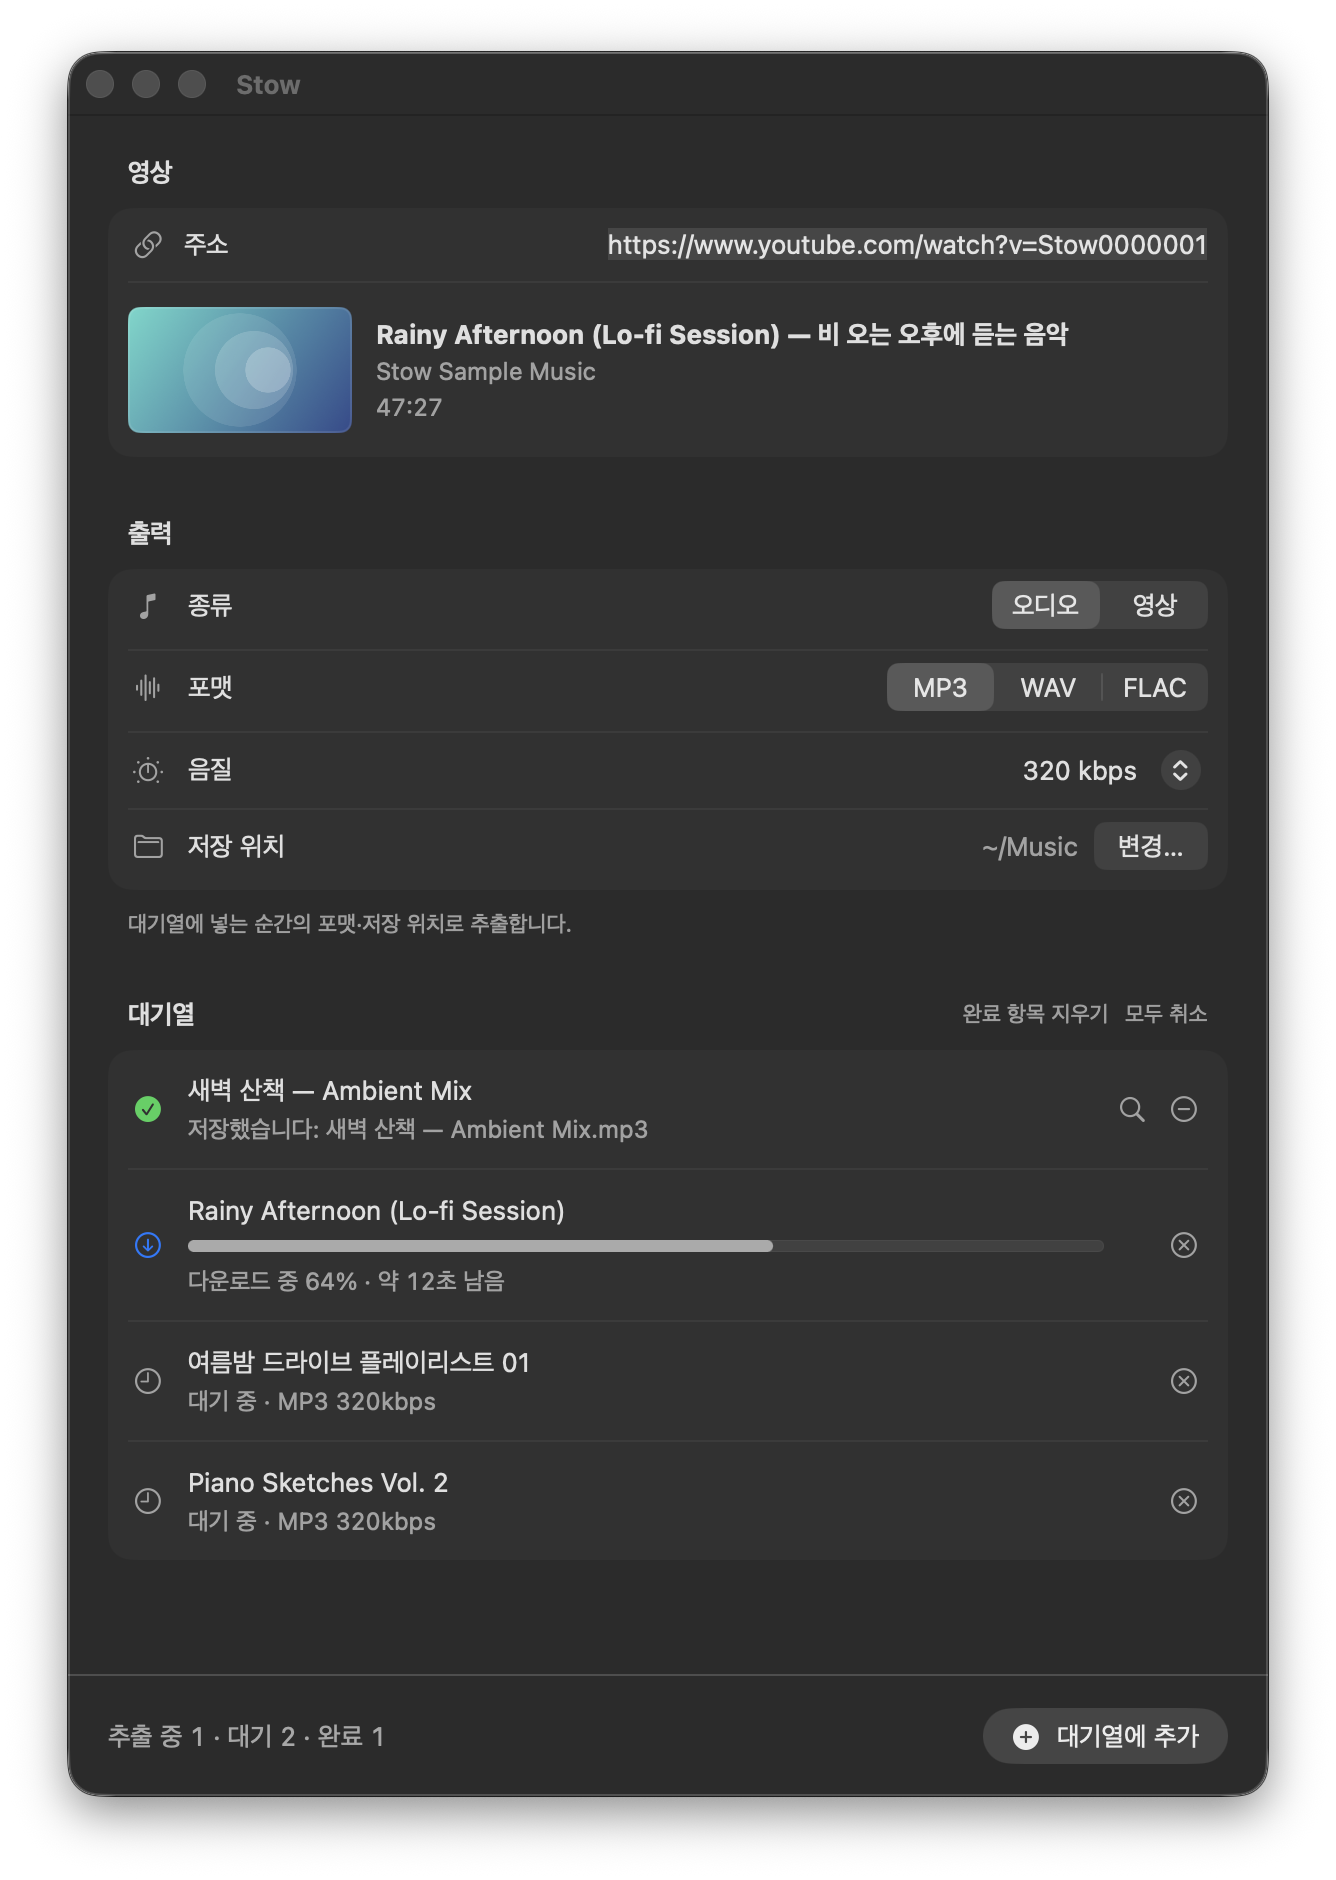 Stow
영상
주소
https://www.youtube.com/watch?v=Stow0000001
Rainy Afternoon (Lo-fi Session) — 비 오는 오후에 듣는 음악
Stow Sample Music
47:27
출력
종류
오디오 영상
포맷
MP3 WAV FLAC
음질
320 kbps
저장 위치
~/Music 변경...
대기열에 넣는 순간의 포맷·저장 위치로 추출합니다.
대기열
완료 항목 지우기 모두 취소
새벽 산책 — Ambient Mix
저장했습니다: 새벽 산책 — Ambient Mix.mp3
Rainy Afternoon (Lo-fi Session)
다운로드 중 64% · 약 12초 남음
여름밤 드라이브 플레이리스트 01
대기 중 · MP3 320kbps
Piano Sketches Vol. 2
대기 중 · MP3 320kbps
추출 중 1 · 대기 2 · 완료 1
대기열에 추가